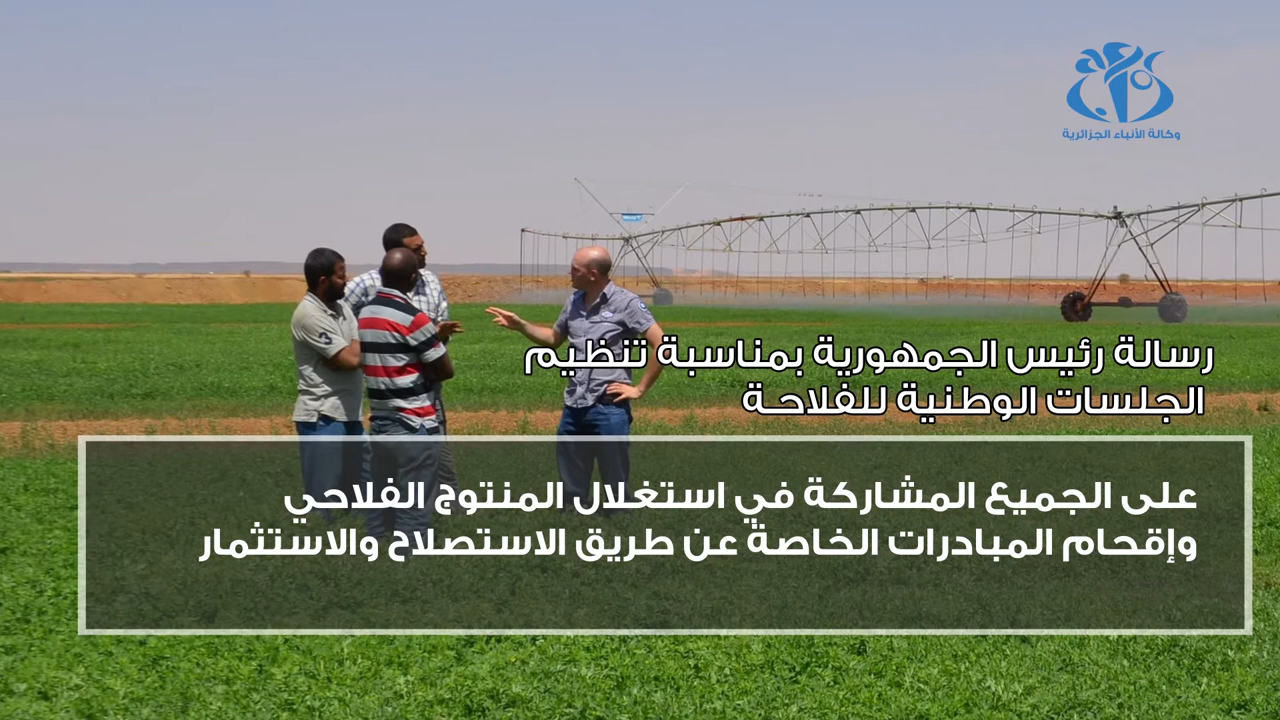 وكالة الأنباء الجزائرية
رسالة رئيس الجمهورية بمناسبة تنظيم
الجلسات الوطنية للفلاحة
على الجميع المشاركة في استغلال المنتوج الفلاحي
وإقحام المبادرات الخاصة عن طريق الاستصلاح والاستثمار